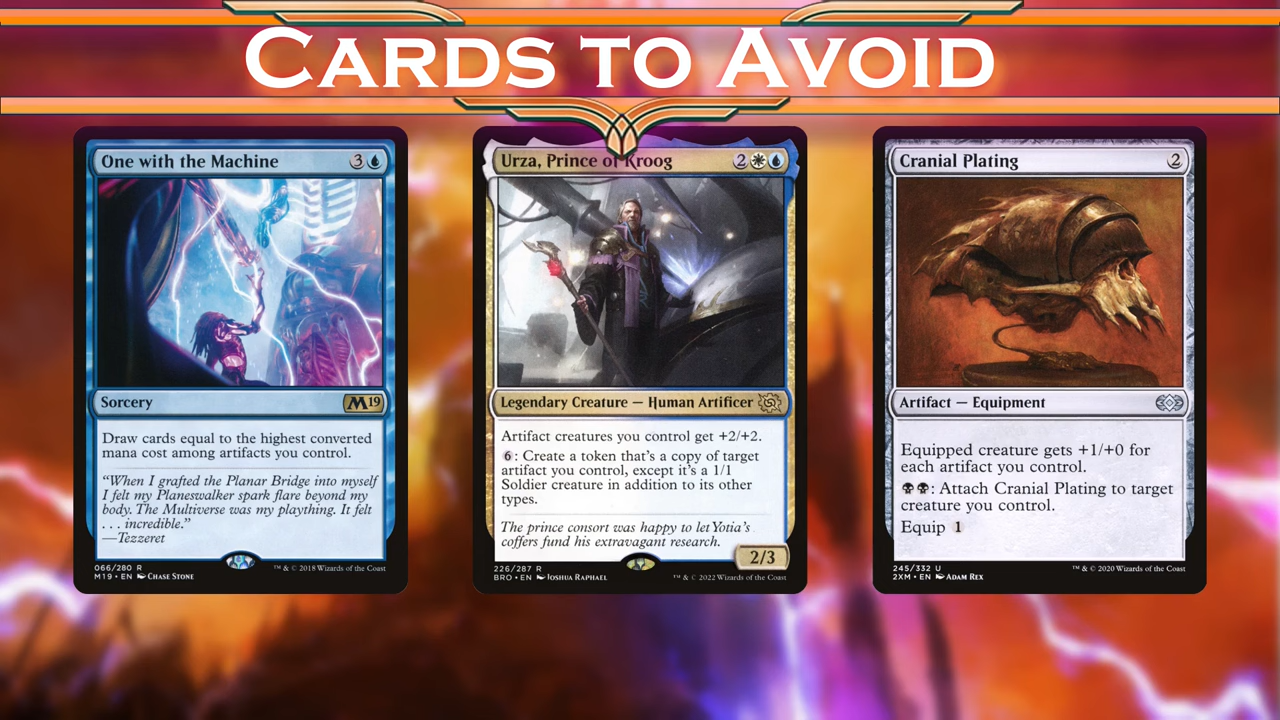 CARDS TO AVOID
One with the Machine 3
Sorcery M19
Draw cards equal to the highest converted
mana cost among artifacts you control.
“When I grafted the Planar Bridge into myself
I felt my Planeswalker spark flare beyond my
body. The Multiverse was my plaything. It felt
. . . incredible.”
—Tezzeret
066/280 R
M19 • EN Chase Stone
™ & © 2018 Wizards of the Coast
Urza, Prince of Kroog 2
Legendary Creature — Human Artificer
Artifact creatures you control get +2/+2.
6: Create a token that’s a copy of target
artifact you control, except it’s a 1/1
Soldier creature in addition to its other
types.
The prince consort was happy to let Yotia’s
coffers fund his extravagant research.
2/3
226/287 R
BRO • EN Joshua Raphael
™ & © 2022 Wizards of the Coast
Cranial Plating 2
Artifact — Equipment
Equipped creature gets +1/+0 for
each artifact you control.
: Attach Cranial Plating to target
creature you control.
Equip 1
245/332 U
2XM • EN Adam Rex
™ & © 2020 Wizards of the Coast